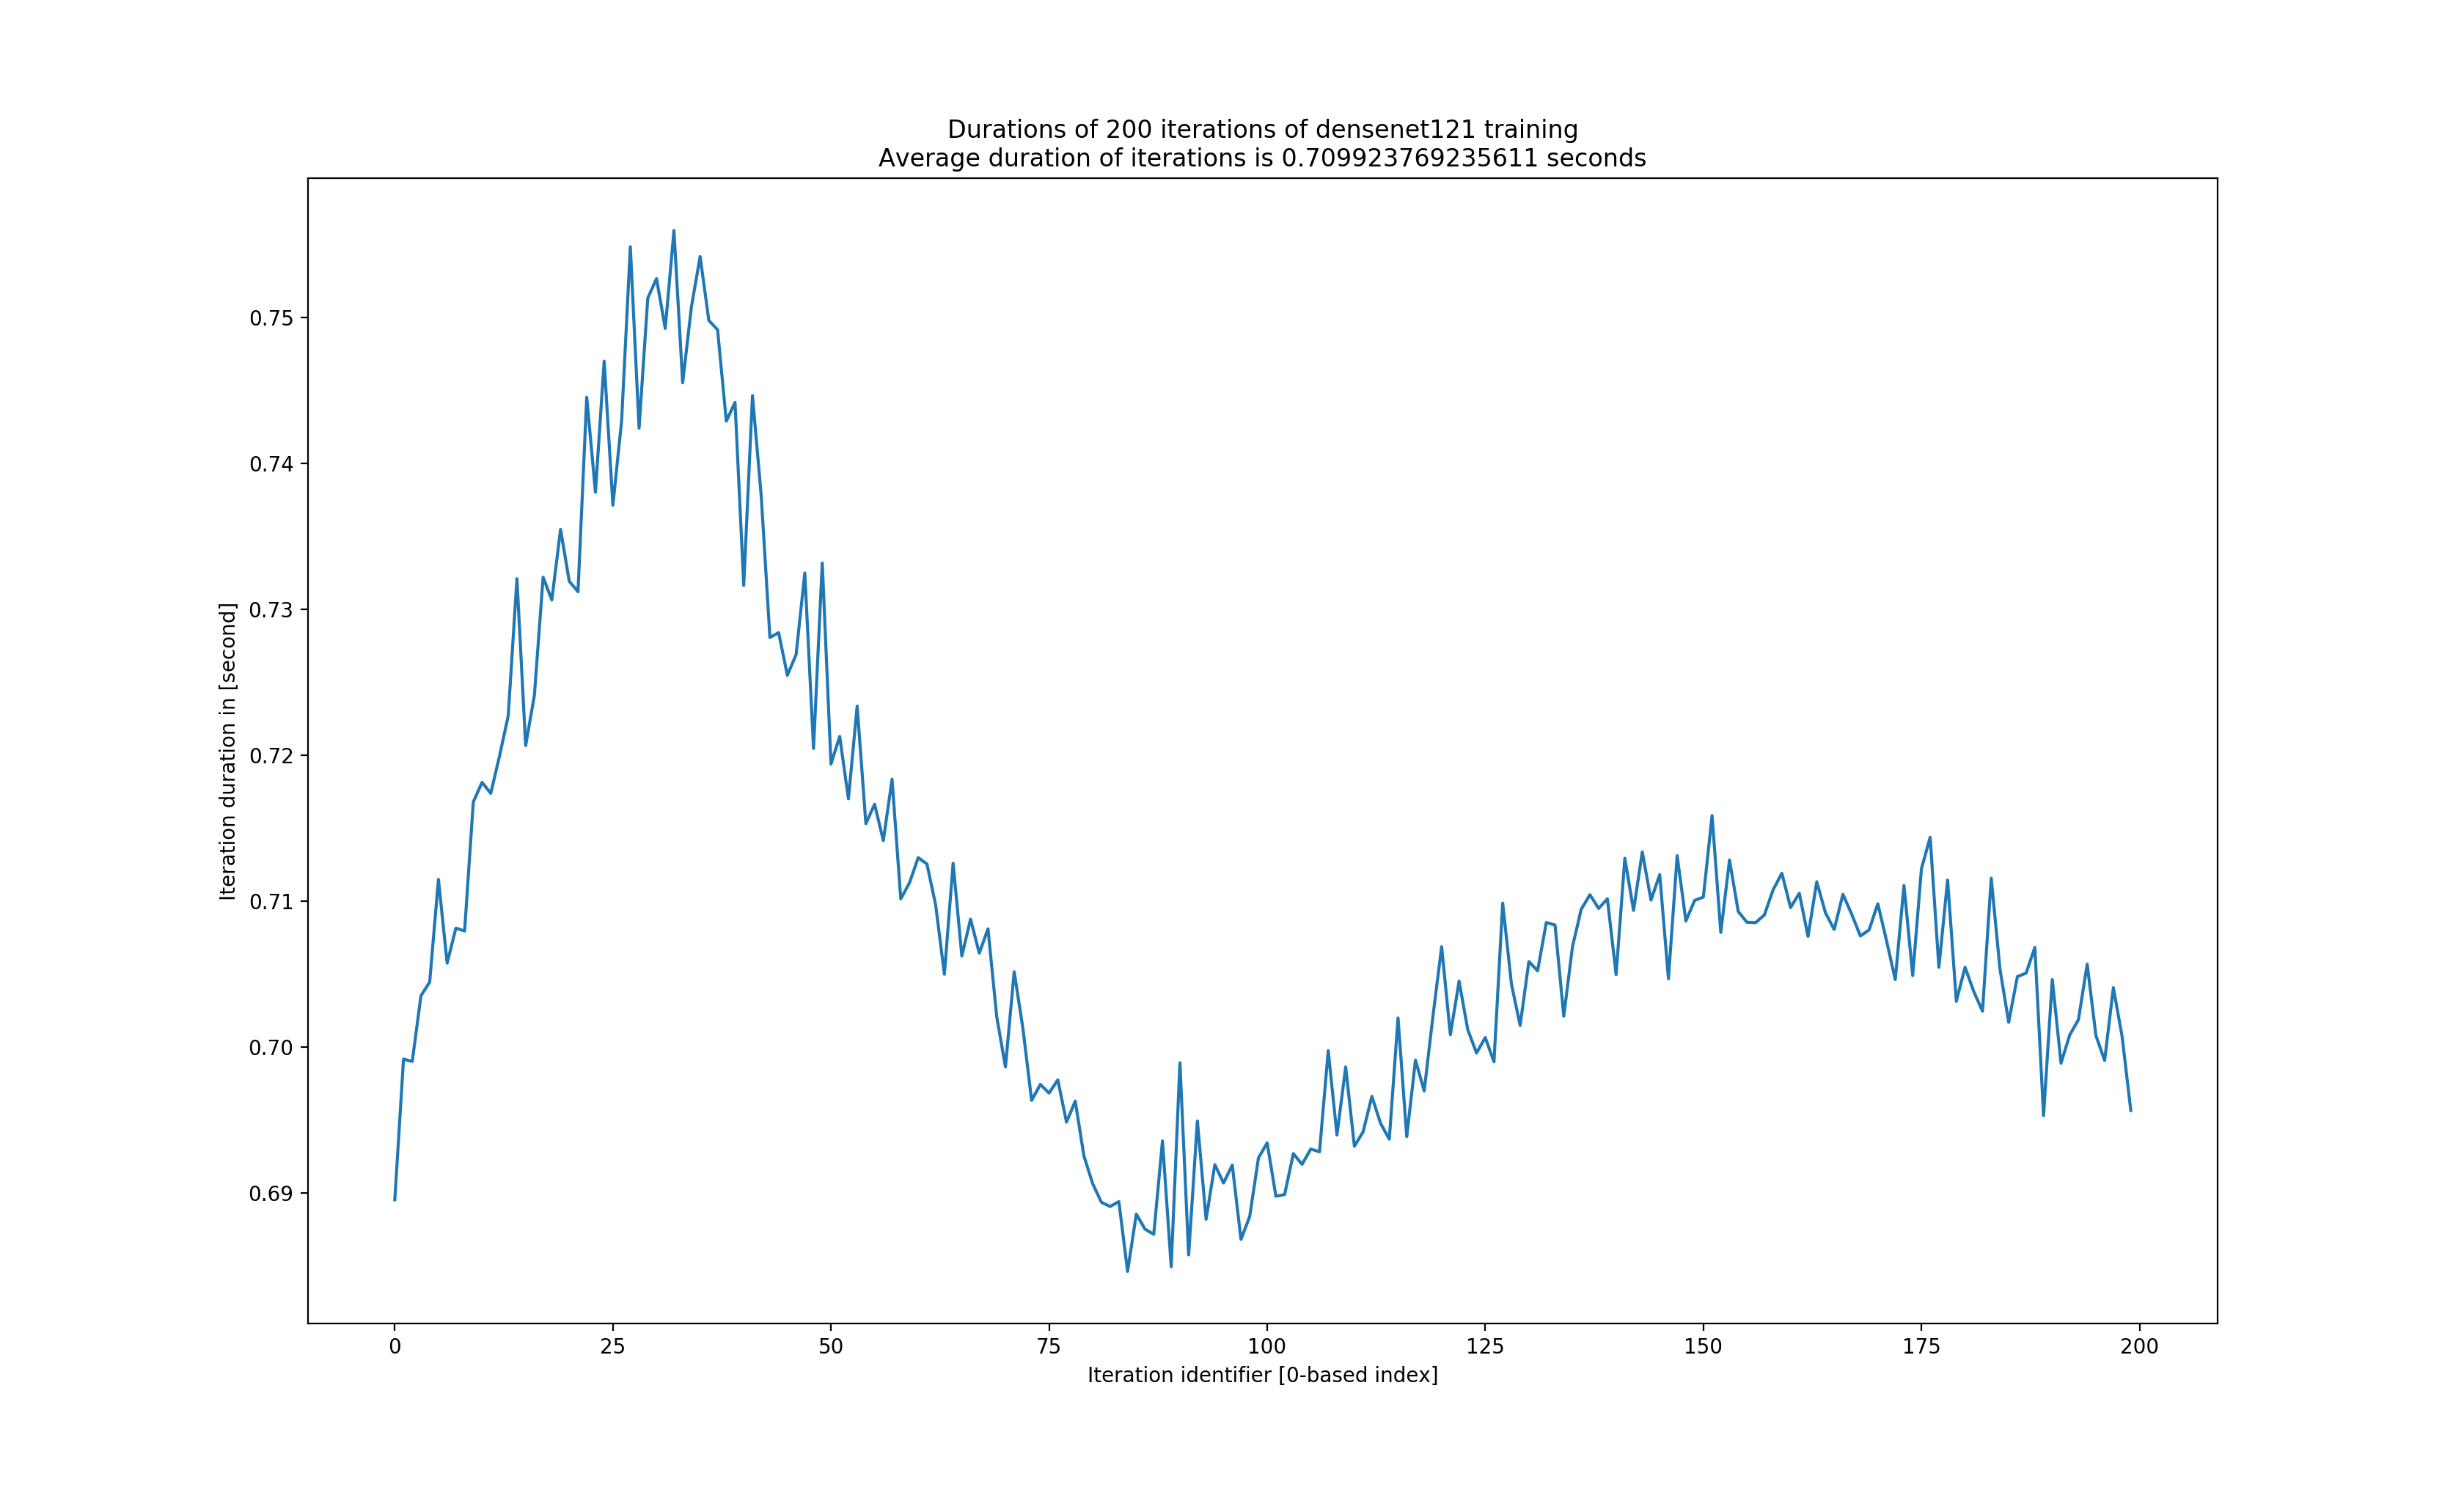 Durations of 200 iterations of densenet121 training
Average duration of iterations is 0.709923769235611 seconds
Iteration duration in [second]
0.75
0.74
0.73
0.72
0.71
0.70
0.69
0 25 50 75 100 125 150 175 200
Iteration identifier [0-based index]